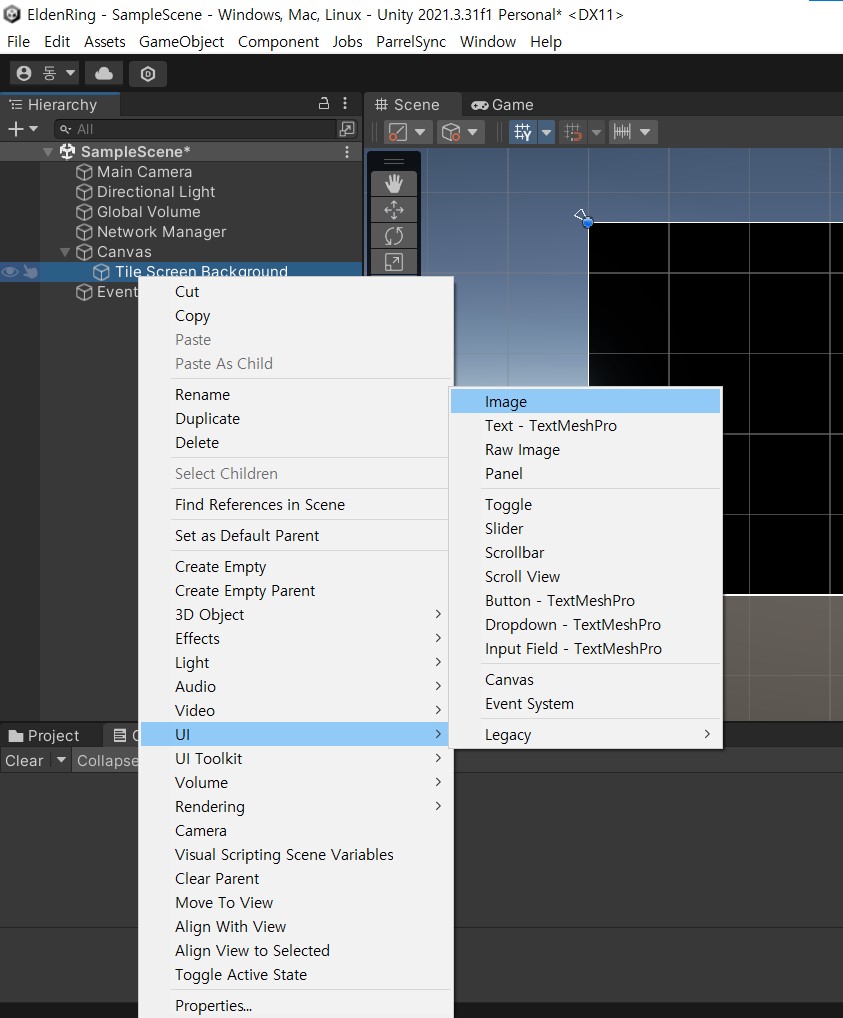 EldenRing - SampleScene - Windows, Mac, Linux - Unity 2021.3.31f1 Personal* <DX11>
File Edit Assets GameObject Component Jobs ParrelSync Window Help
동
Hierarchy
Scene
Game
All
SampleScene*
Main Camera
Directional Light
Global Volume
Network Manager
Canvas
Tile Screen Background
Event
Cut
Copy
Paste
Paste As Child
Rename
Duplicate
Delete
Select Children
Find References in Scene
Set as Default Parent
Create Empty
Create Empty Parent
3D Object
Effects
Light
Audio
Video
UI
UI Toolkit
Volume
Rendering
Camera
Visual Scripting Scene Variables
Clear Parent
Move To View
Align With View
Align View to Selected
Toggle Active State
Properties...
Image
Text - TextMeshPro
Raw Image
Panel
Toggle
Slider
Scrollbar
Scroll View
Button - TextMeshPro
Dropdown - TextMeshPro
Input Field - TextMeshPro
Canvas
Event System
Legacy
Project
Clear
Collapse